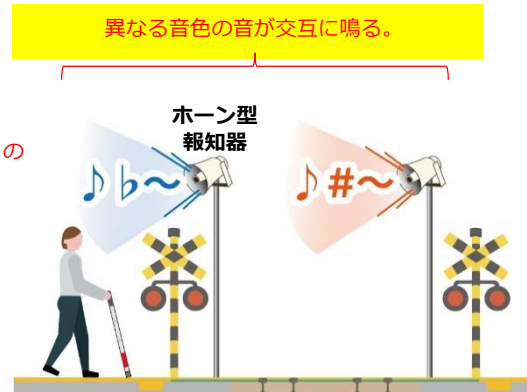 異なる音色の音が交互に鳴る。
ホーン型
報知器
の
♪♭～
♪#～